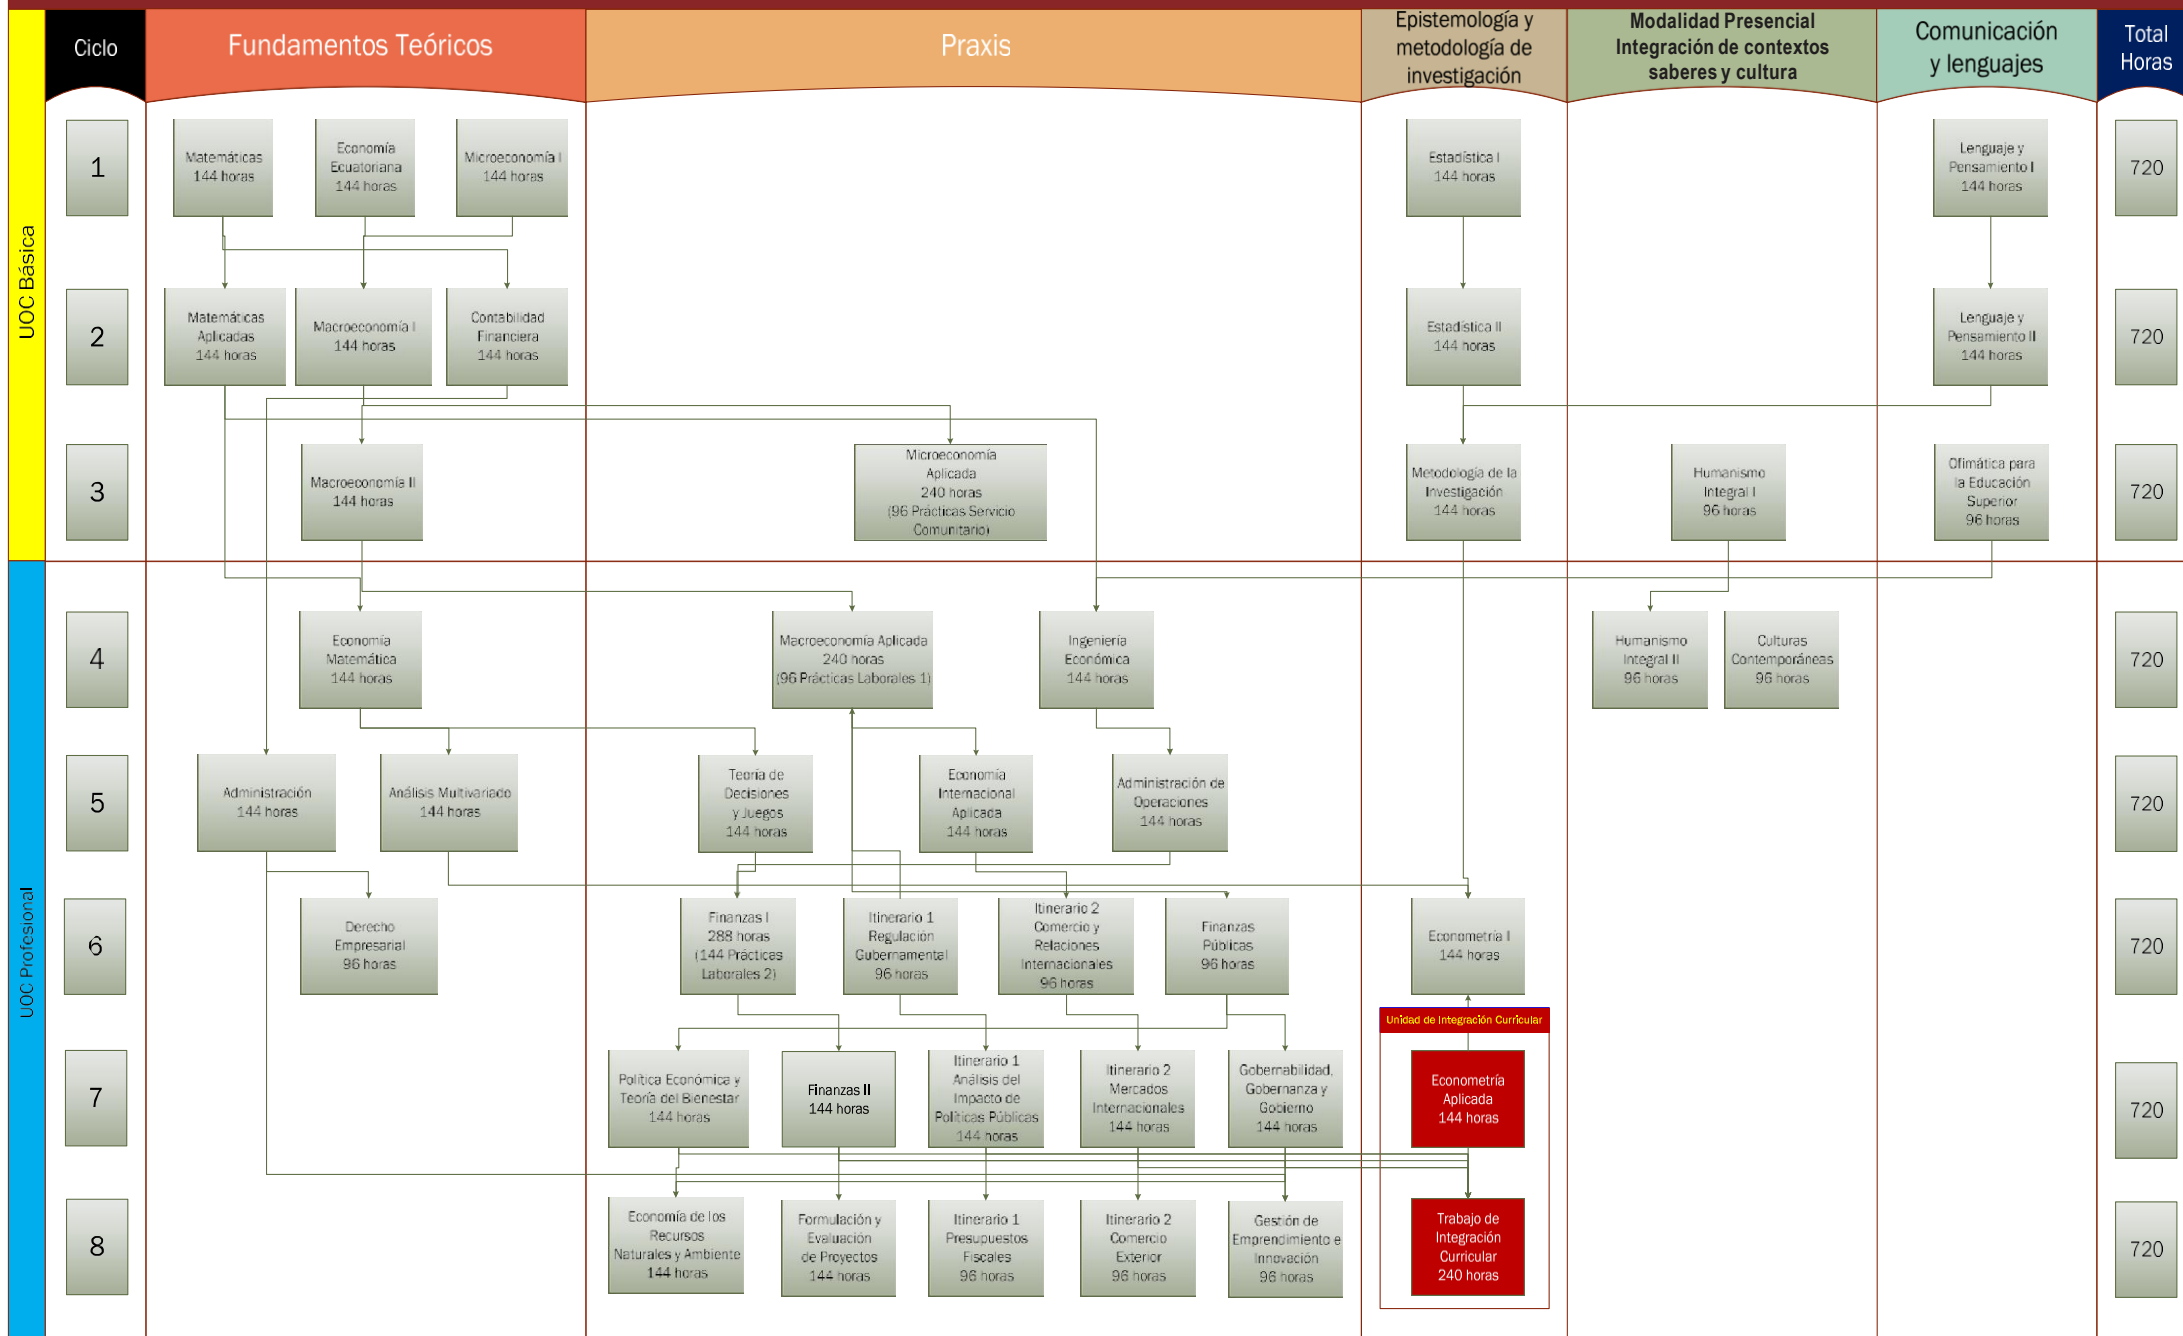 Ciclo
Fundamentos Teóricos
Praxis
Epistemología y
metodología de
investigación
Modalidad Presencial
Integración de contextos
saberes y cultura
Comunicación
y lenguajes
Total
Horas
UOC Básica
1
Matemáticas
144 horas
Economía
Ecuatoriana
144 horas
Microeconomía I
144 horas
Estadística I
144 horas
Lenguaje y
Pensamiento I
144 horas
720
2
Matemáticas
Aplicadas
144 horas
Macroeconomía I
144 horas
Contabilidad
Financiera
144 horas
Estadística II
144 horas
Lenguaje y
Pensamiento II
144 horas
720
3
Macroeconomía II
144 horas
Microeconomía
Aplicada
240 horas
(96 Prácticas Servicio
Comunitario)
Metodología de la
Investigación
144 horas
Humanismo
Integral I
96 horas
Ofimática para
la Educación
Superior
96 horas
720
UOC Profesional
4
Economía
Matemática
144 horas
Macroeconomía Aplicada
240 horas
(96 Prácticas Laborales 1)
Ingeniería
Económica
144 horas
Humanismo
Integral II
96 horas
Culturas
Contemporáneas
96 horas
720
5
Administración
144 horas
Análisis Multivariado
144 horas
Teoría de
Decisiones
y Juegos
144 horas
Economía
Internacional
Aplicada
144 horas
Administración de
Operaciones
144 horas
720
6
Derecho
Empresarial
96 horas
Finanzas I
288 horas
(144 Prácticas
Laborales 2)
Itinerario 1
Regulación
Gubernamental
96 horas
Itinerario 2
Comercio y
Relaciones
Internacionales
96 horas
Finanzas
Públicas
96 horas
Econometría I
144 horas
720
Unidad de Integración Curricular
7
Política Económica y
Teoría del Bienestar
144 horas
Finanzas II
144 horas
Itinerario 1
Análisis del
Impacto de
Políticas Públicas
144 horas
Itinerario 2
Mercados
Internacionales
144 horas
Gobernabilidad,
Gobernanza y
Gobierno
144 horas
Econometría
Aplicada
144 horas
720
8
Economía de los
Recursos
Naturales y Ambiente
144 horas
Formulación y
Evaluación
de Proyectos
144 horas
Itinerario 1
Presupuestos
Fiscales
96 horas
Itinerario 2
Comercio
Exterior
96 horas
Gestión de
Emprendimiento e
Innovación
96 horas
Trabajo de
Integración
Curricular
240 horas
720